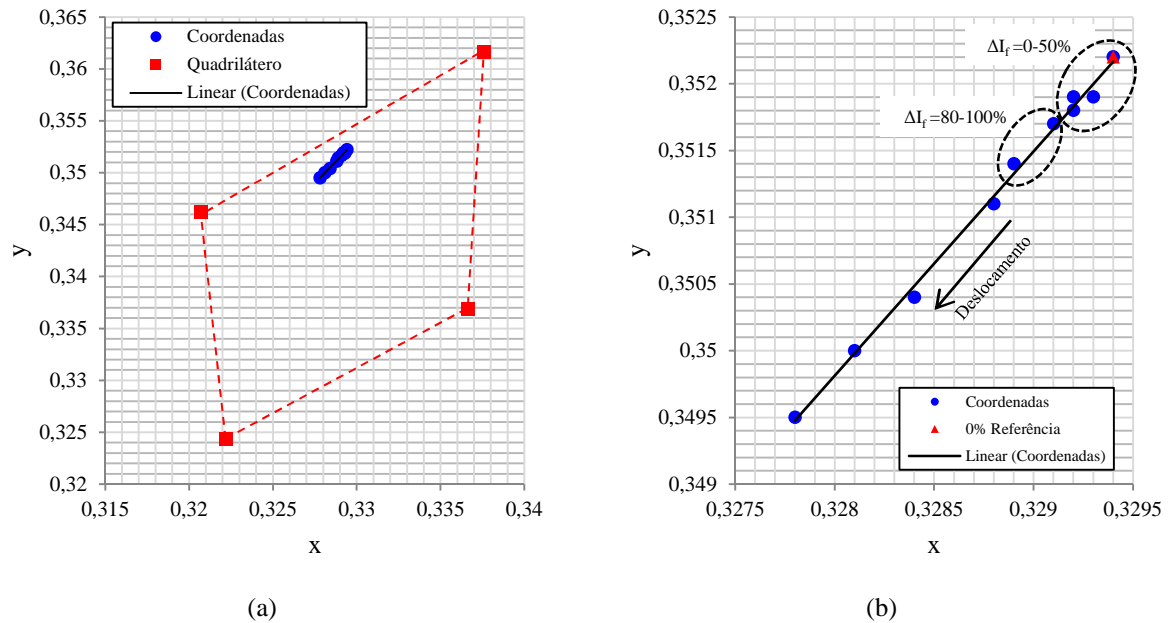 0,365
0,36
0,355
0,35
0,345
0,34
0,335
0,33
0,325
0,32
y
Coordenadas
Quadrilátero
Linear (Coordenadas)
0,315 0,32 0,325 0,33 0,335 0,34
x
(a)
0,3525
0,352
0,3515
0,351
0,3505
0,35
0,3495
0,349
y
ΔIf =0-50%
ΔIf =80-100%
Deslocamento
Coordenadas
0% Referência
Linear (Coordenadas)
0,3275 0,328 0,3285 0,329 0,3295
x
(b)